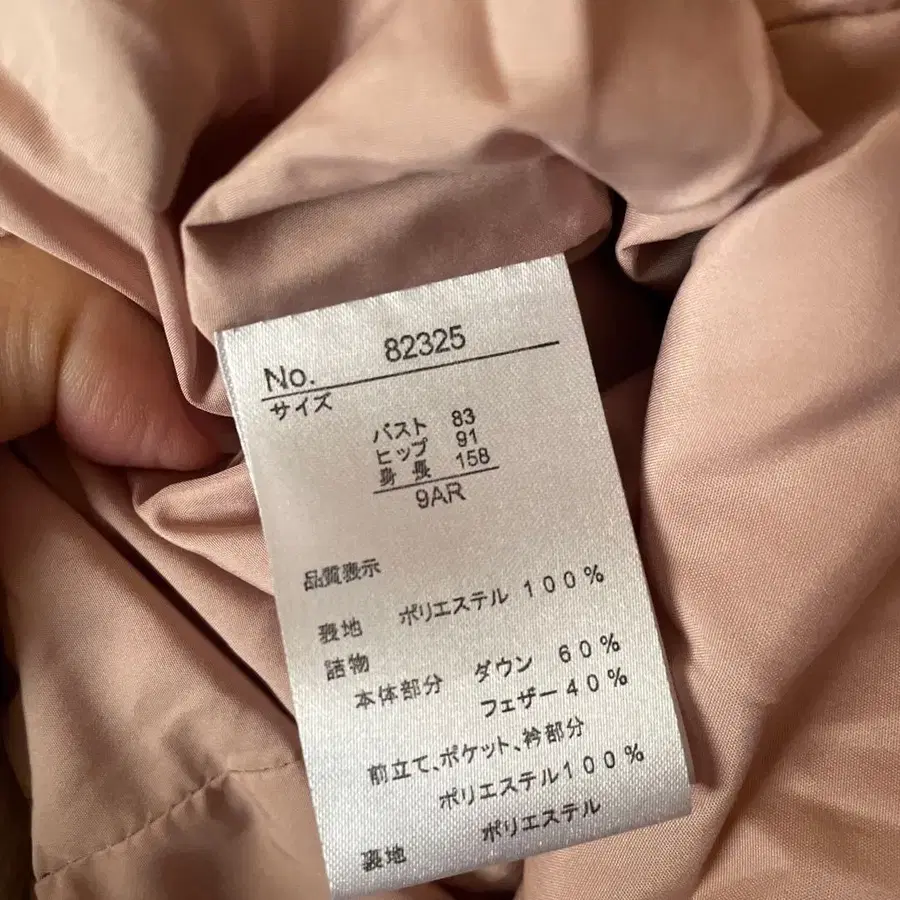 No. 82325
サイズ
バスト 83
ヒップ 91
身長 158
9AR
品質表示
表地 ポリエステル 100%
詰物
本体部分 ダウン 60%
フェザー 40%
前立て、ポケット、衿部分
ポリエステル100%
裏地 ポリエステル